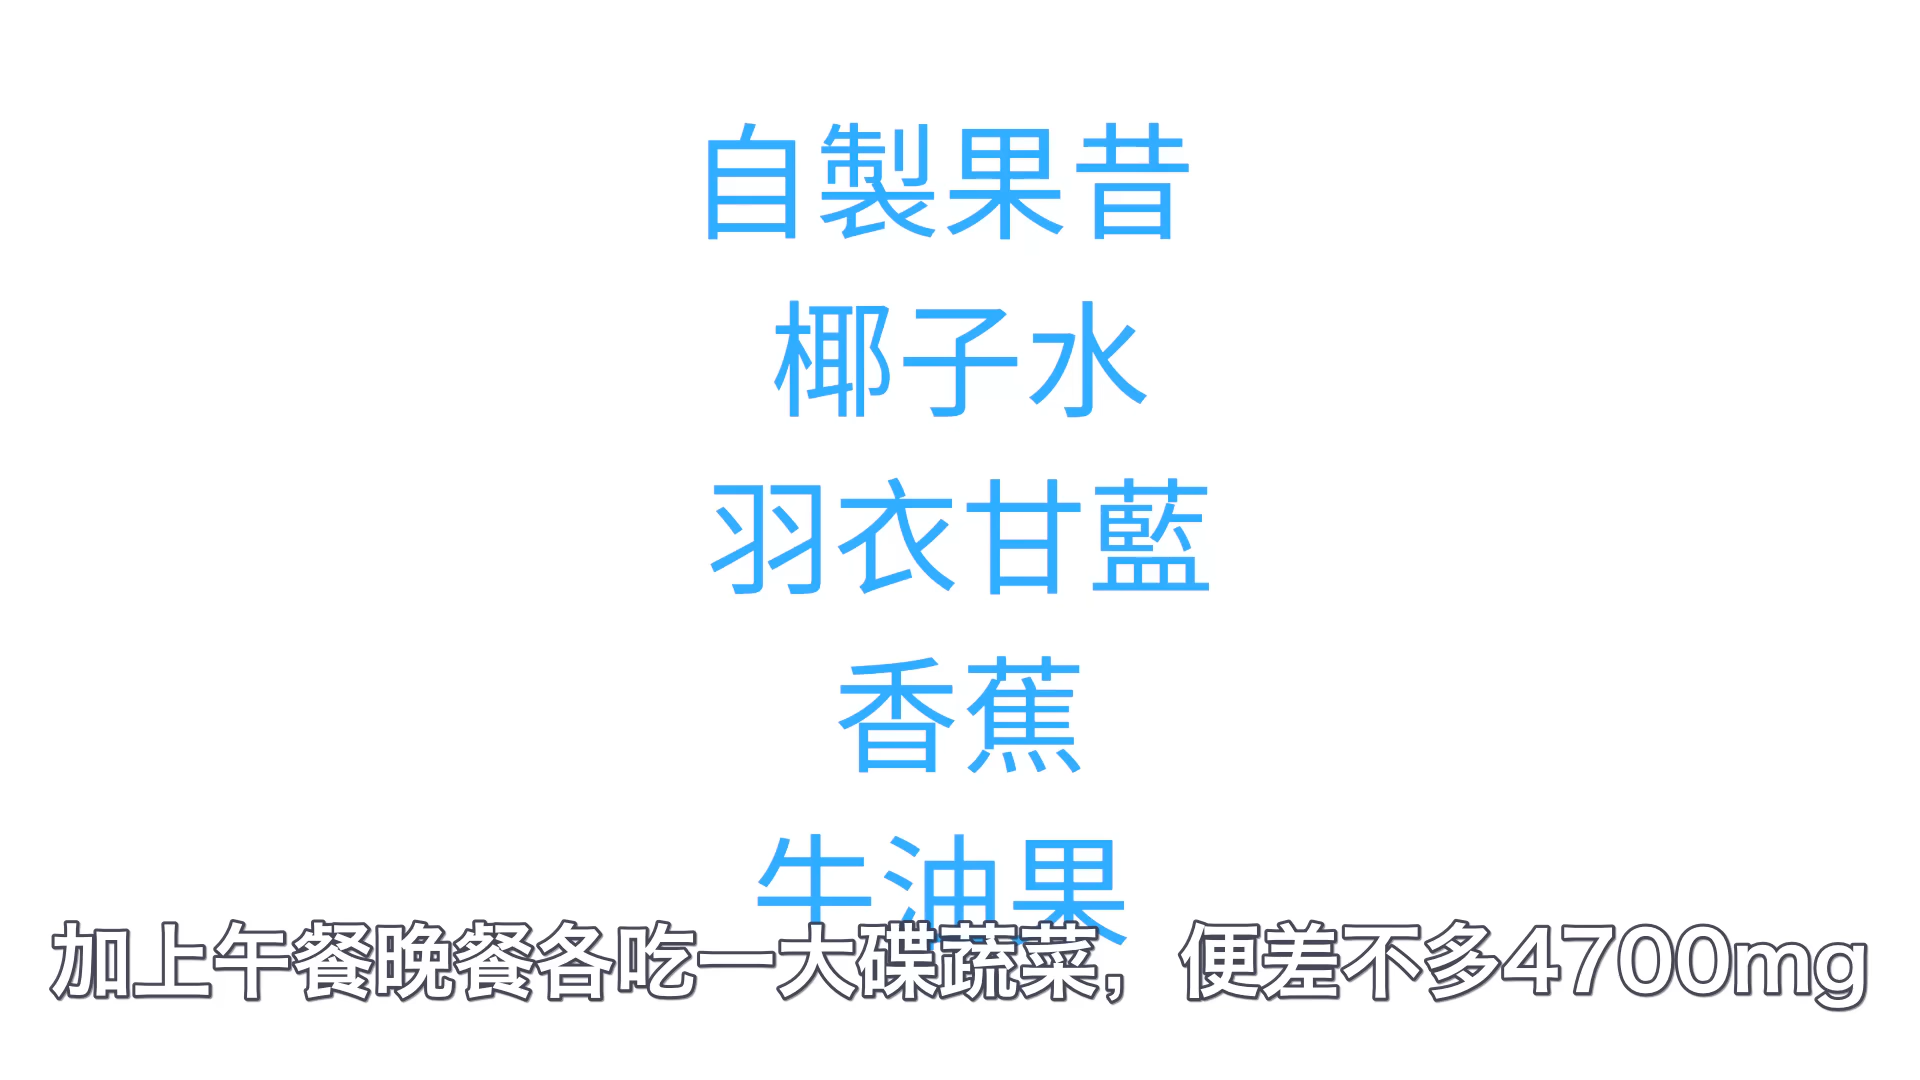 自製果昔
椰子水
羽衣甘藍
香蕉
牛油果
加上午餐晚餐各吃一大碟蔬菜，便差不多4700mg